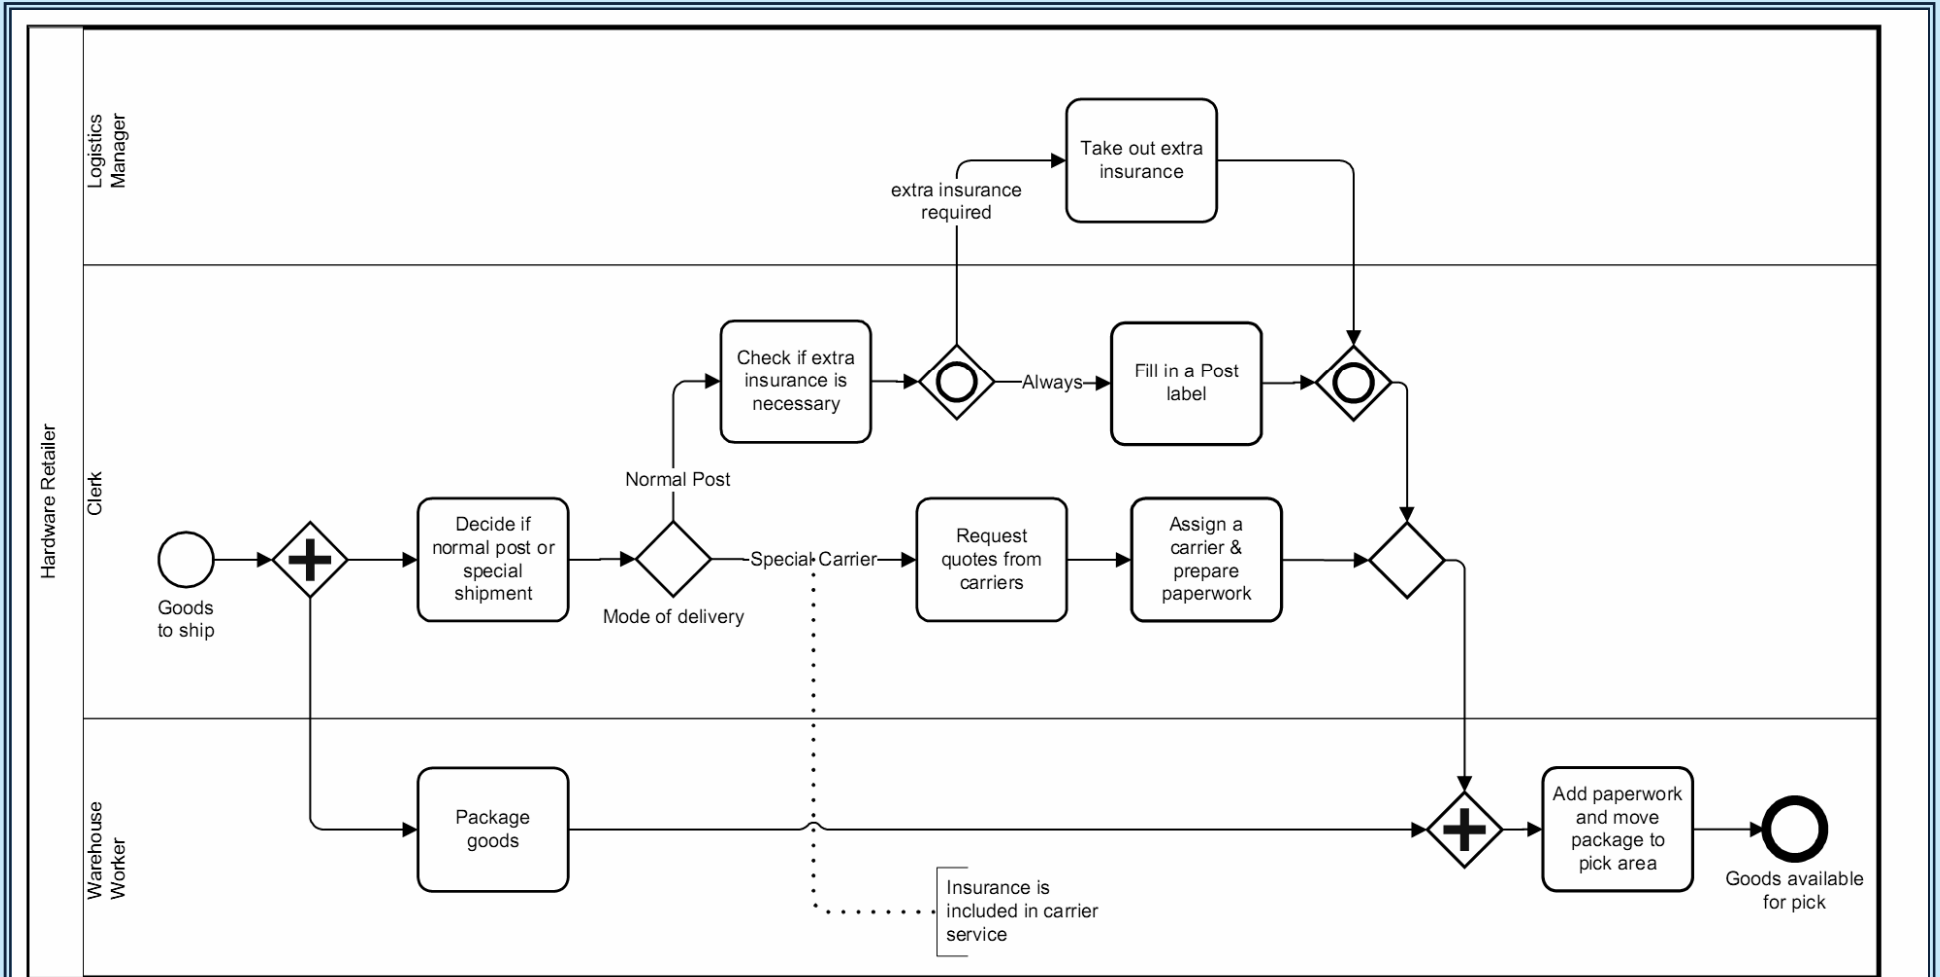 Hardware Retailer
Logistics
Manager
Take out extra
insurance
extra insurance
required
Clerk
Check if extra
insurance is
necessary
Always
Fill in a Post
label
Normal Post
Goods
to ship
Decide if
normal post or
special
shipment
Mode of delivery
Special Carrier
Request
quotes from
carriers
Assign a
carrier &
prepare
paperwork
Warehouse
Worker
Package
goods
Insurance is
included in carrier
service
Add paperwork
and move
package to
pick area
Goods available
for pick